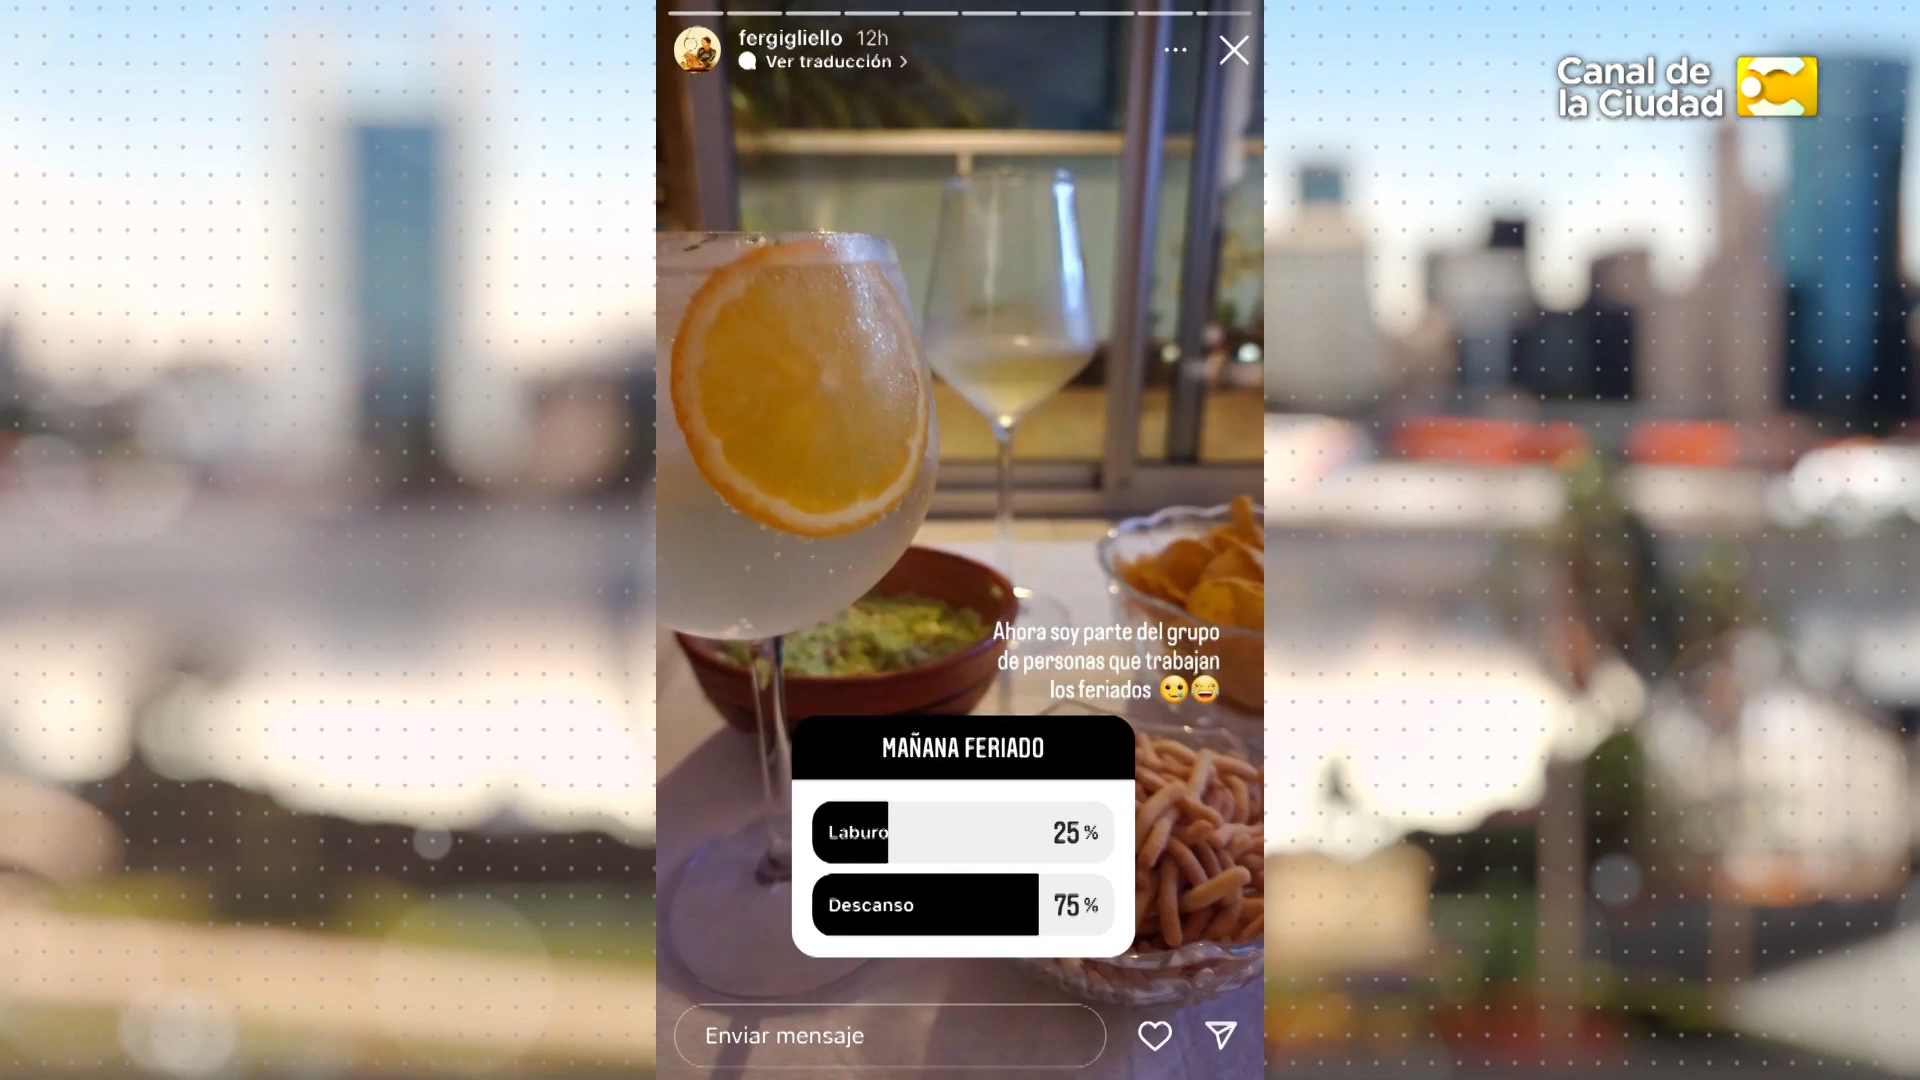 fergigliello 12h
Ver traducción
Canal de
la Ciudad
Ahora soy parte del grupo
de personas que trabajan
los feriados 🥲😂
MAÑANA FERIADO
Laburo 25%
Descanso 75%
Enviar mensaje